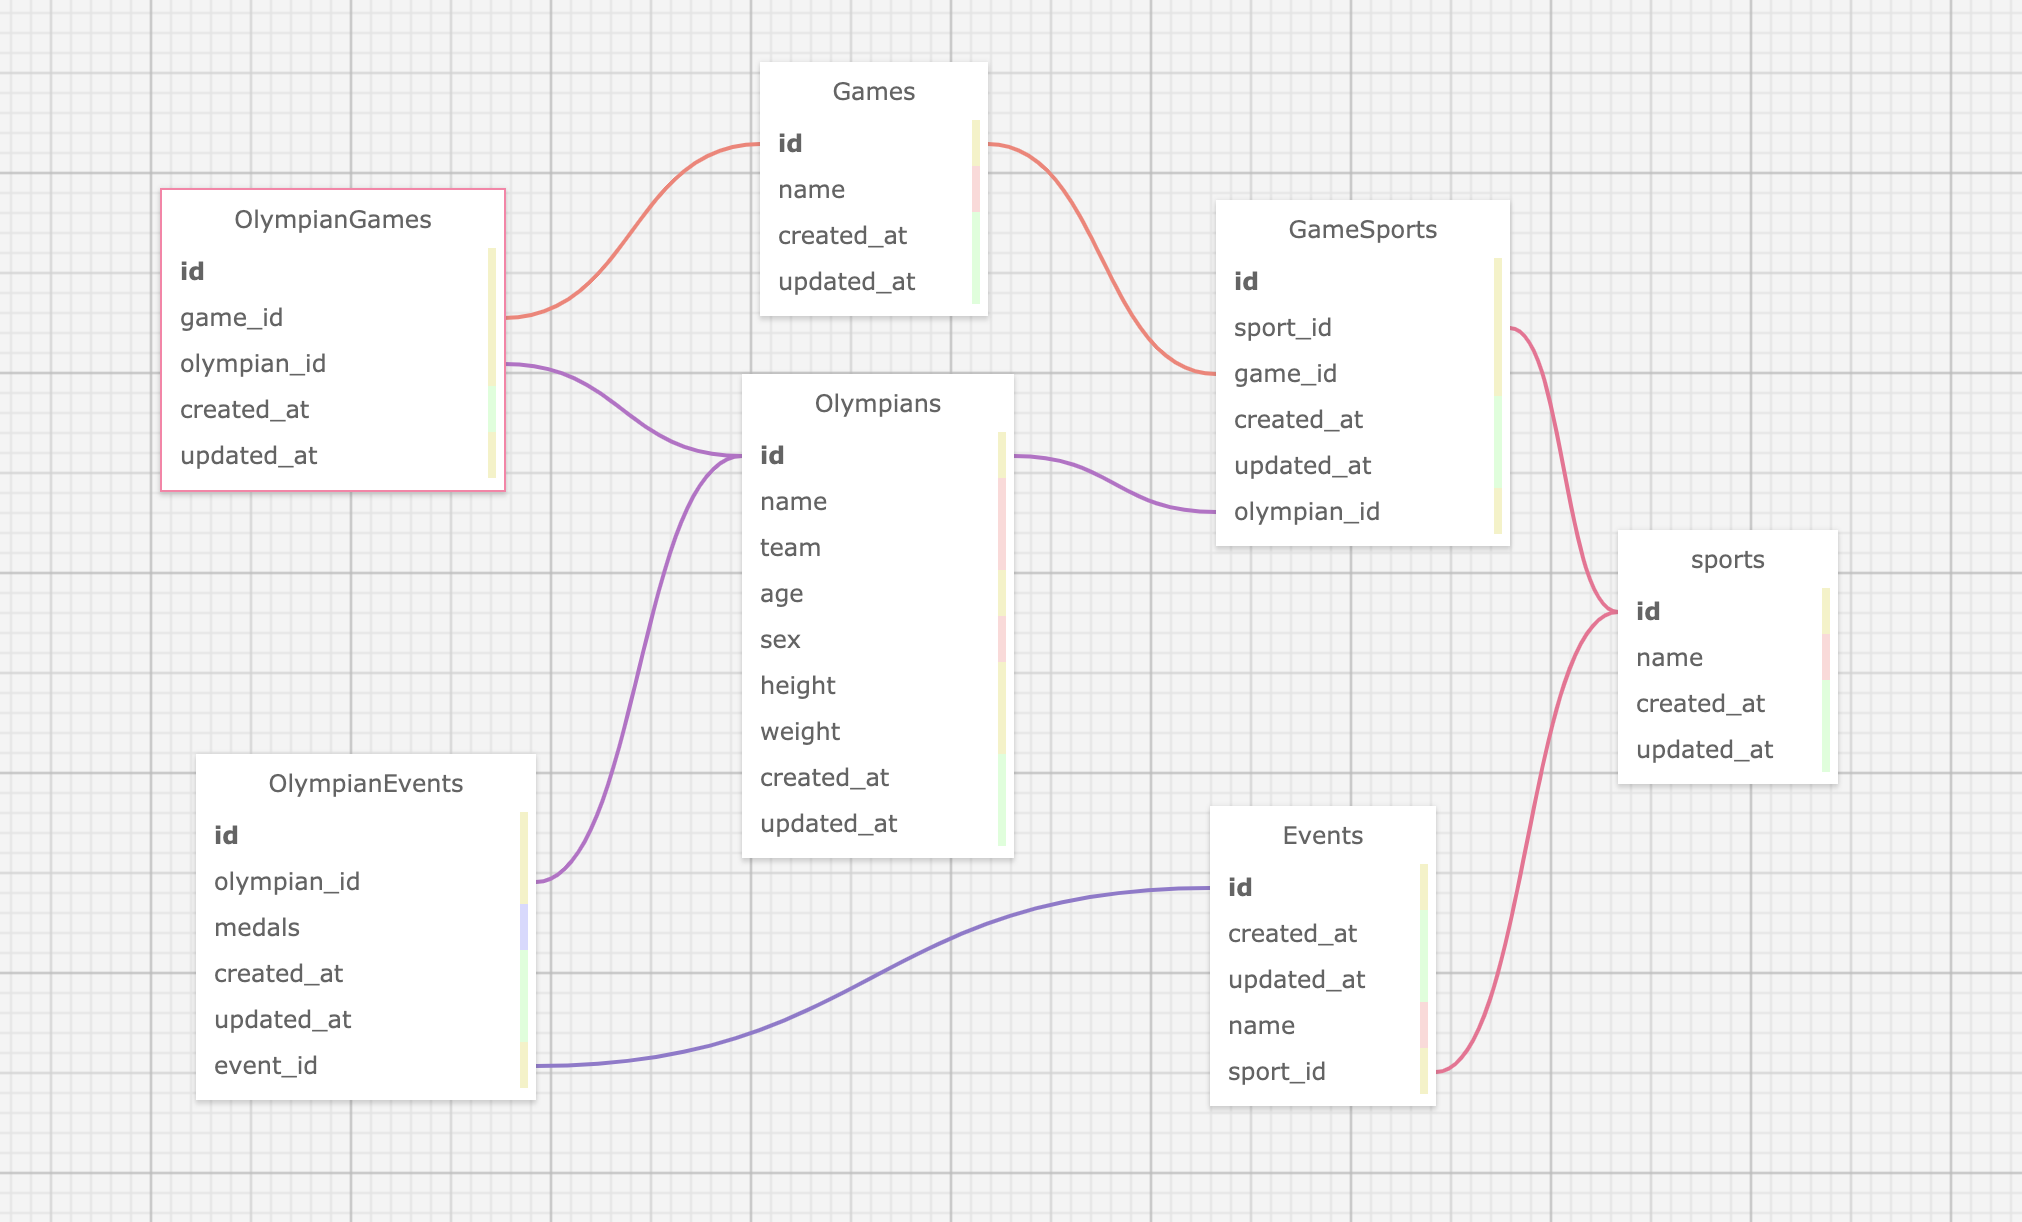 Games
id
name
created_at
updated_at
OlympianGames
id
game_id
olympian_id
created_at
updated_at
GameSports
id
sport_id
game_id
created_at
updated_at
olympian_id
Olympians
id
name
team
age
sex
height
weight
created_at
updated_at
sports
id
name
created_at
updated_at
OlympianEvents
id
olympian_id
medals
created_at
updated_at
event_id
Events
id
created_at
updated_at
name
sport_id